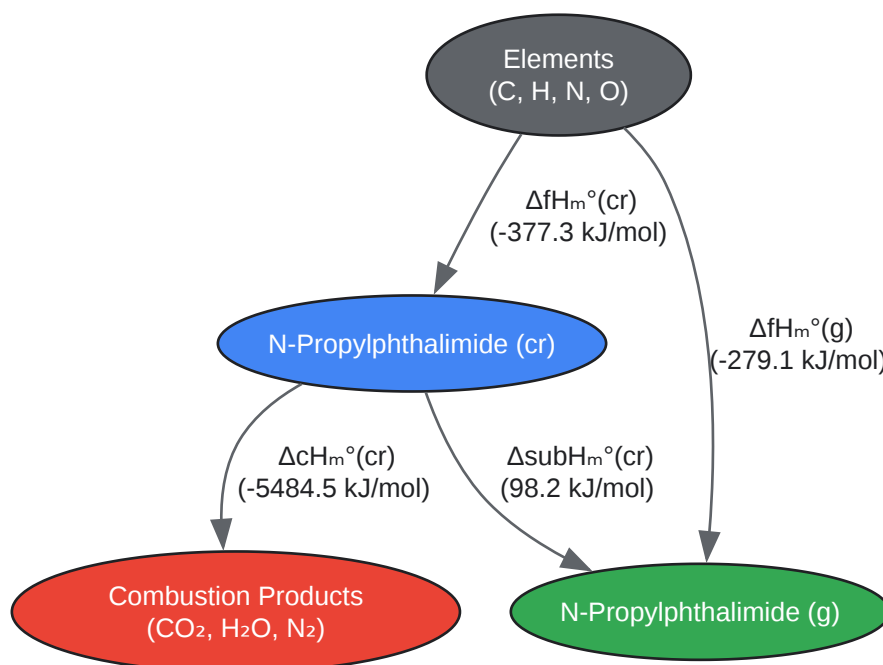 Elements
(C, H, N, O)
ΔfHₘ°(cr)
(-377.3 kJ/mol)
N-Propylphthalimide (cr)
ΔfHₘ°(g)
(-279.1 kJ/mol)
ΔcHₘ°(cr)
(-5484.5 kJ/mol)
ΔsubHₘ°(cr)
(98.2 kJ/mol)
Combustion Products
(CO₂, H₂O, N₂)
N-Propylphthalimide (g)